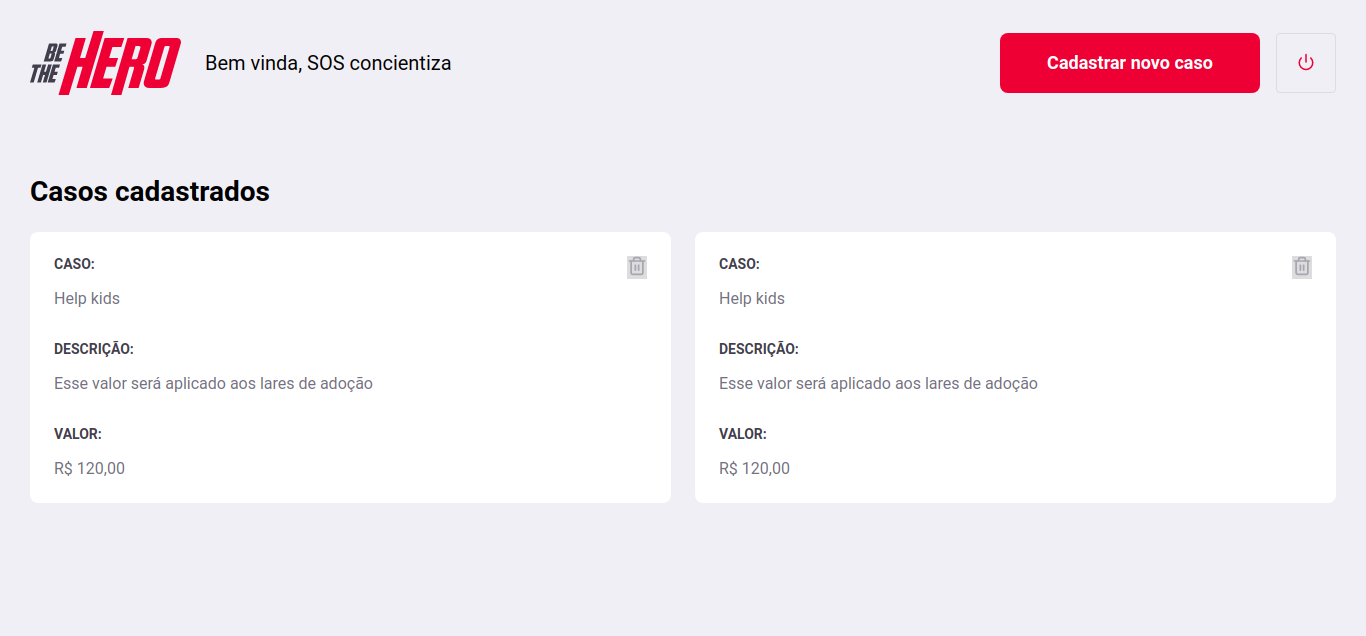 BE THE HERO
Bem vinda, SOS concientiza
Cadastrar novo caso
Casos cadastrados
CASO:
Help kids
DESCRIÇÃO:
Esse valor será aplicado aos lares de adoção
VALOR:
R$ 120,00
CASO:
Help kids
DESCRIÇÃO:
Esse valor será aplicado aos lares de adoção
VALOR:
R$ 120,00